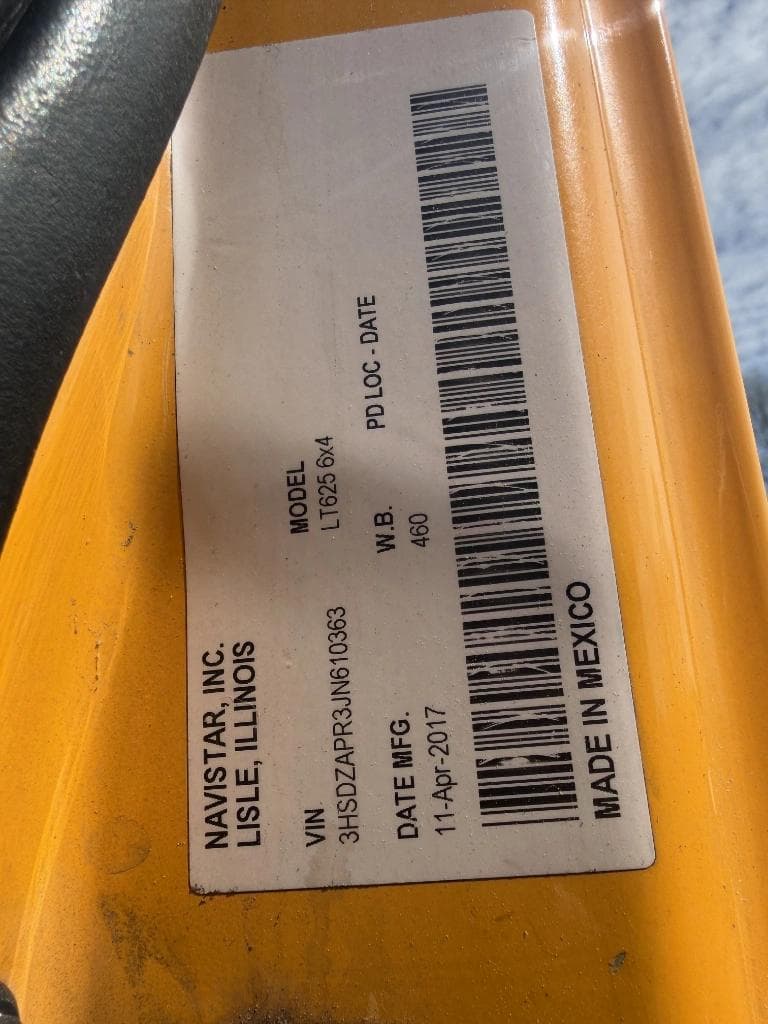 NAVISTAR, INC.
LISLE, ILLINOIS
VIN
3HSDZAPR3JN610363
MODEL
LT625 6x4
DATE MFG.
11-Apr-2017
W.B.
460
PD LOC - DATE
MADE IN MEXICO